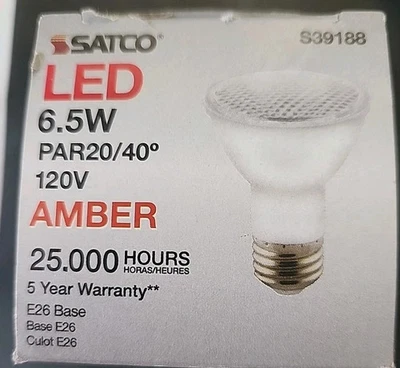 SATCO
S39188
LED
6.5W
PAR20/40º
120V
AMBER
25.000 HOURS
HORAS/HEURES
5 Year Warranty**
E26 Base
Base E26
Culot E26